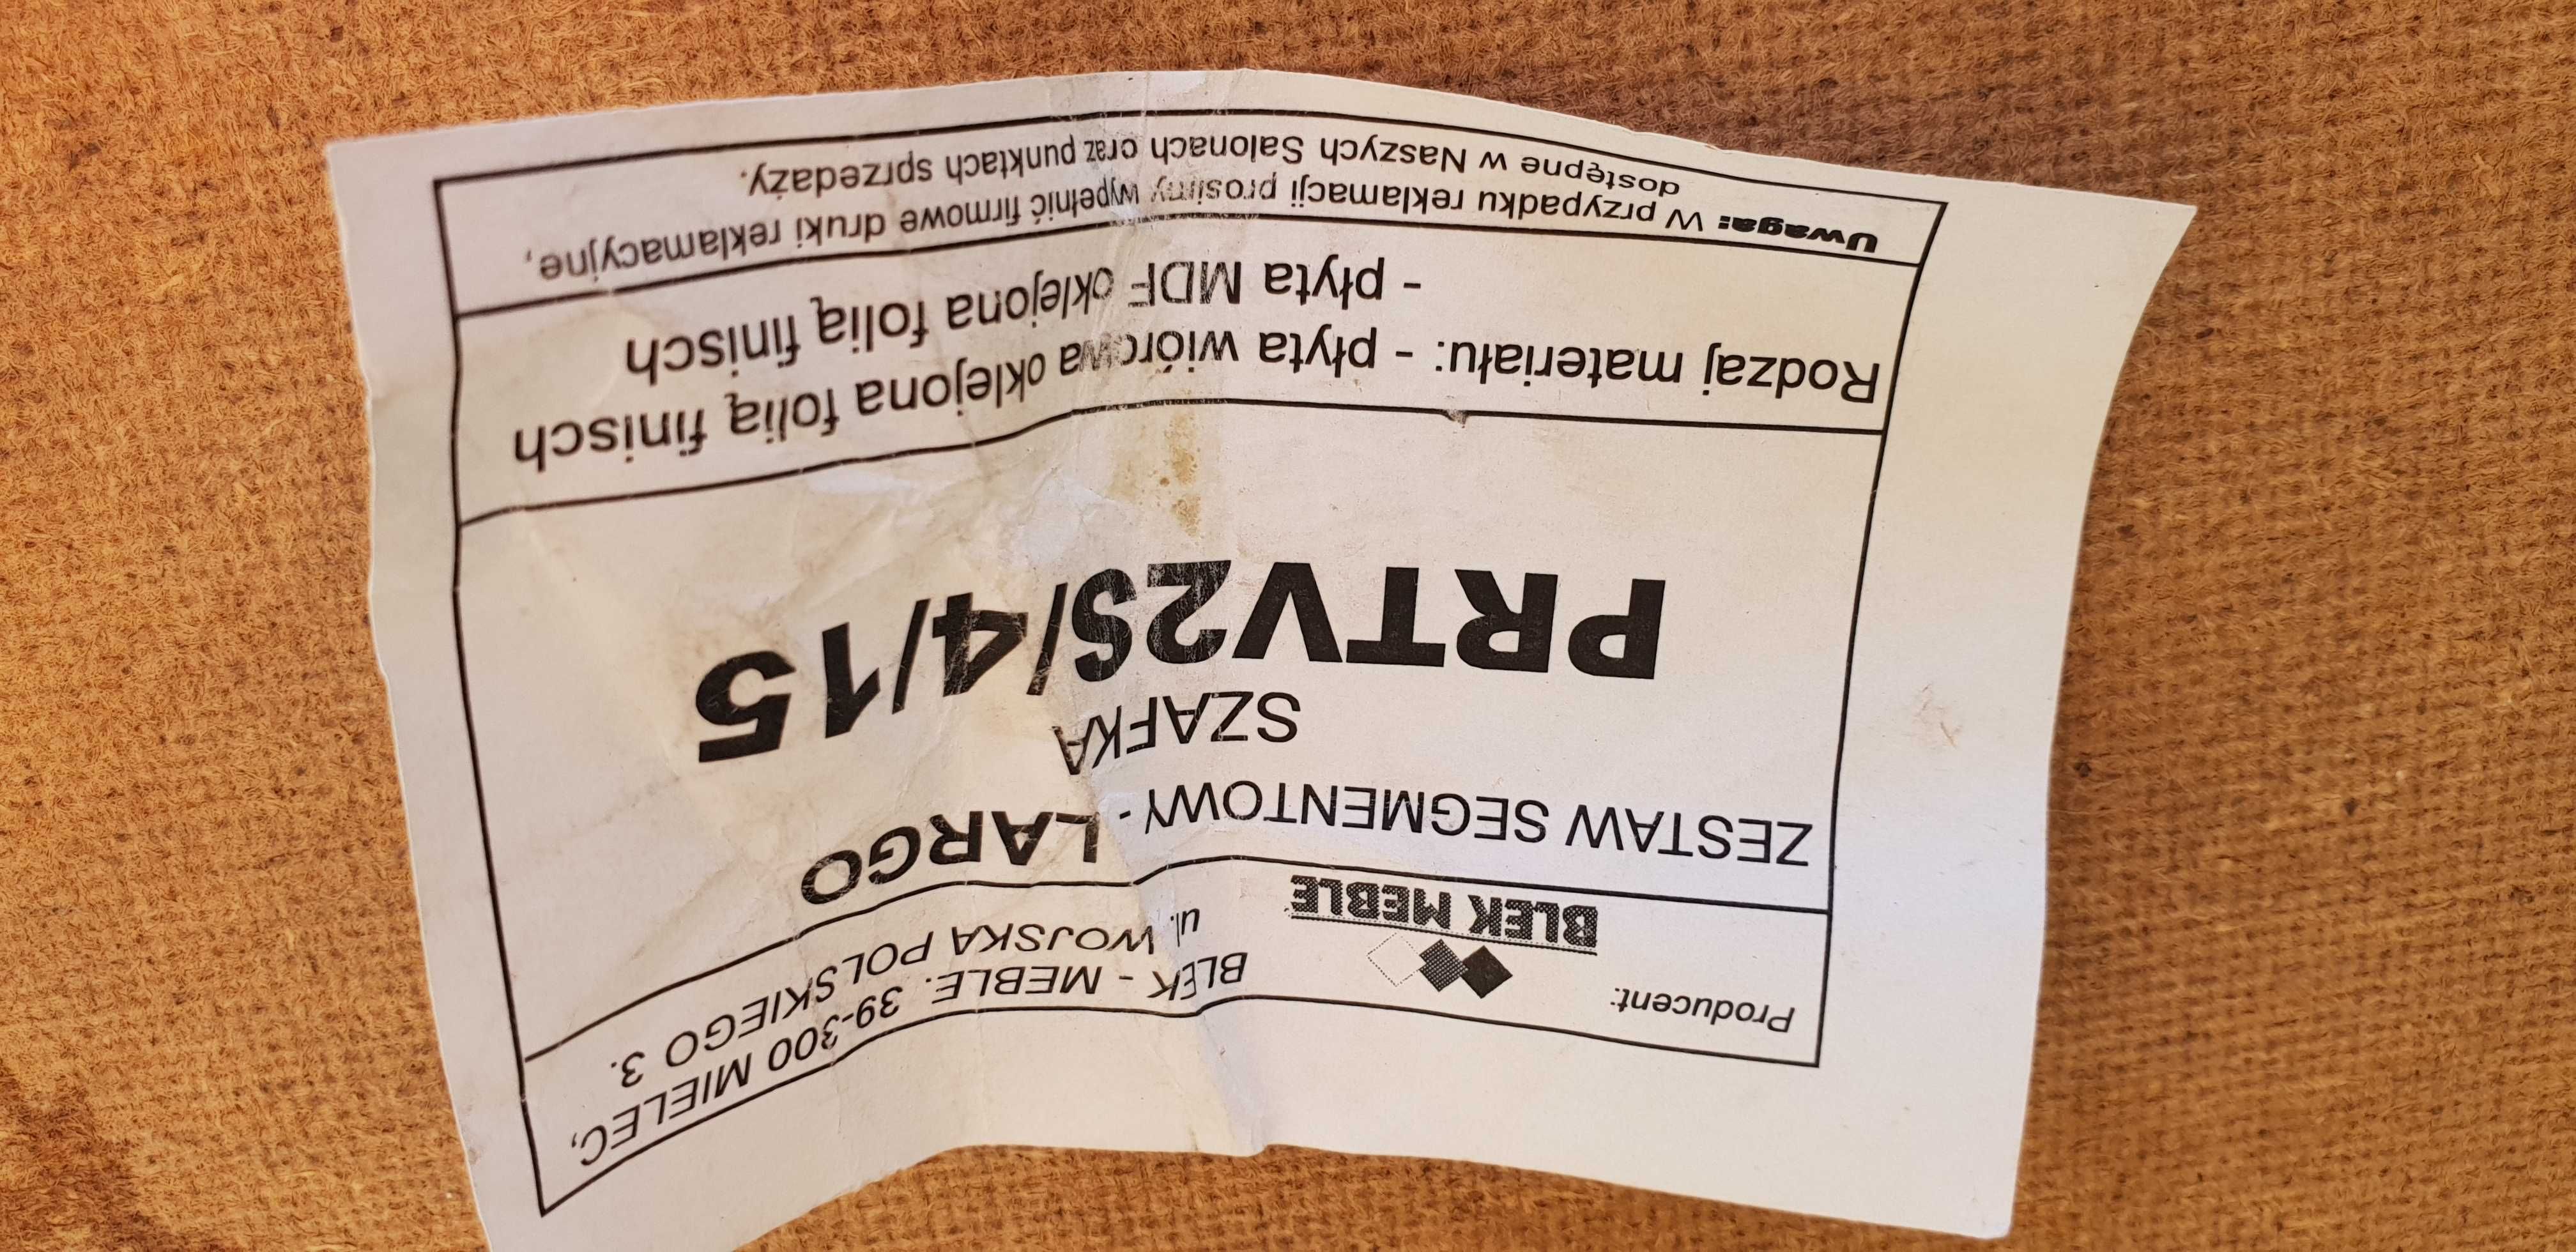 Producent:
BLEK MEBLE
BLEK - MEBLE. 39-300 MIELEC,
ul. WOJSKA POLSKIEGO 3.
ZESTAW SEGMENTOWY - LARGO
SZAFKA
PRTV2S/4/15
Rodzaj materiału: - płyta wiórowa oklejona folią finisch
- płyta MDF oklejona folią finisch
Uwaga: W przypadku reklamacji prosimy wypełnić firmowe druki reklamacyjne,
dostępne w Naszych Salonach oraz punktach sprzedaży.